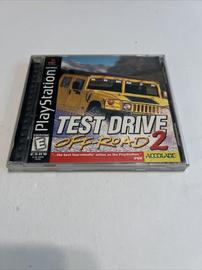 PlayStation
TEST DRIVE
OFF-ROAD 2
ACCOLADE
E